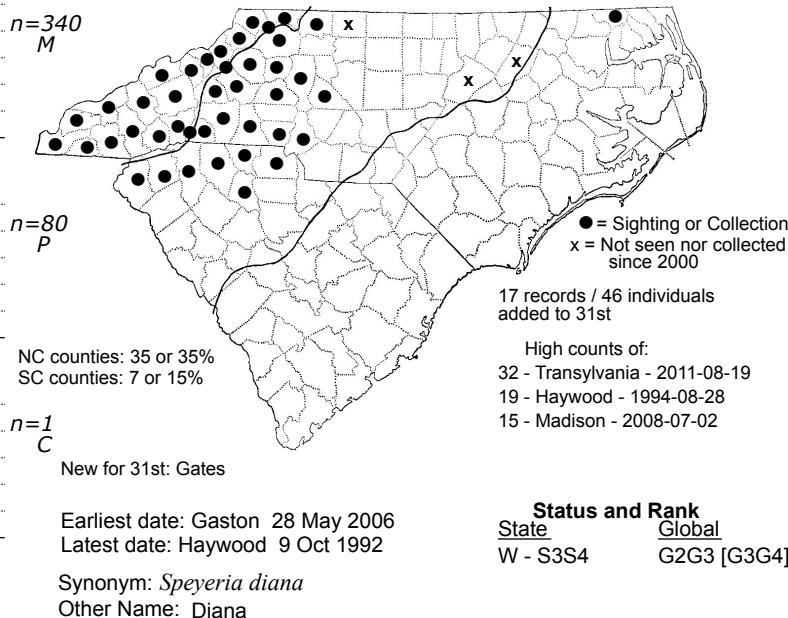 n=340
M
x
x
x
n=80
P
● = Sighting or Collection
x = Not seen nor collected
since 2000
17 records / 46 individuals
added to 31st
High counts of:
32 - Transylvania - 2011-08-19
19 - Haywood - 1994-08-28
15 - Madison - 2008-07-02
NC counties: 35 or 35%
SC counties: 7 or 15%
n=1
C
New for 31st: Gates
Earliest date: Gaston 28 May 2006
Latest date: Haywood 9 Oct 1992
Synonym: Speyeria diana
Other Name: Diana
Status and Rank
State Global
W - S3S4 G2G3 [G3G4]